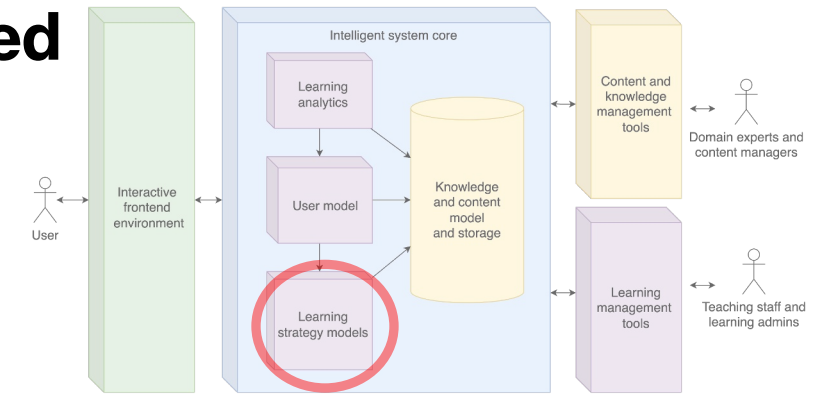 ed
Intelligent system core
Learning
analytics
User model
Learning
strategy models
Knowledge
and content
model
and storage
Interactive
frontend
environment
User
Content and
knowledge
management
tools
Domain experts and
content managers
Learning
management
tools
Teaching staff and
learning admins